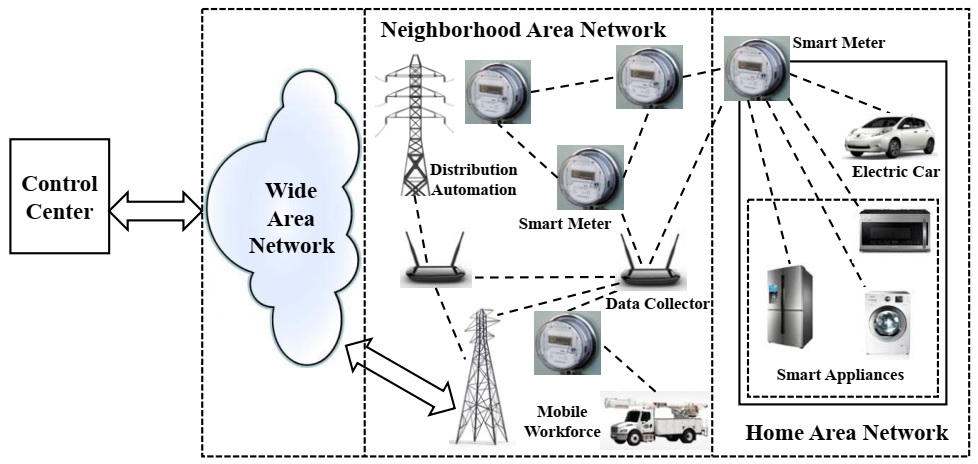 Neighborhood Area Network
Smart Meter
Control
Center
Wide
Area
Network
Distribution
Automation
Smart Meter
Electric Car
Data Collector
Smart Appliances
Mobile
Workforce
Home Area Network